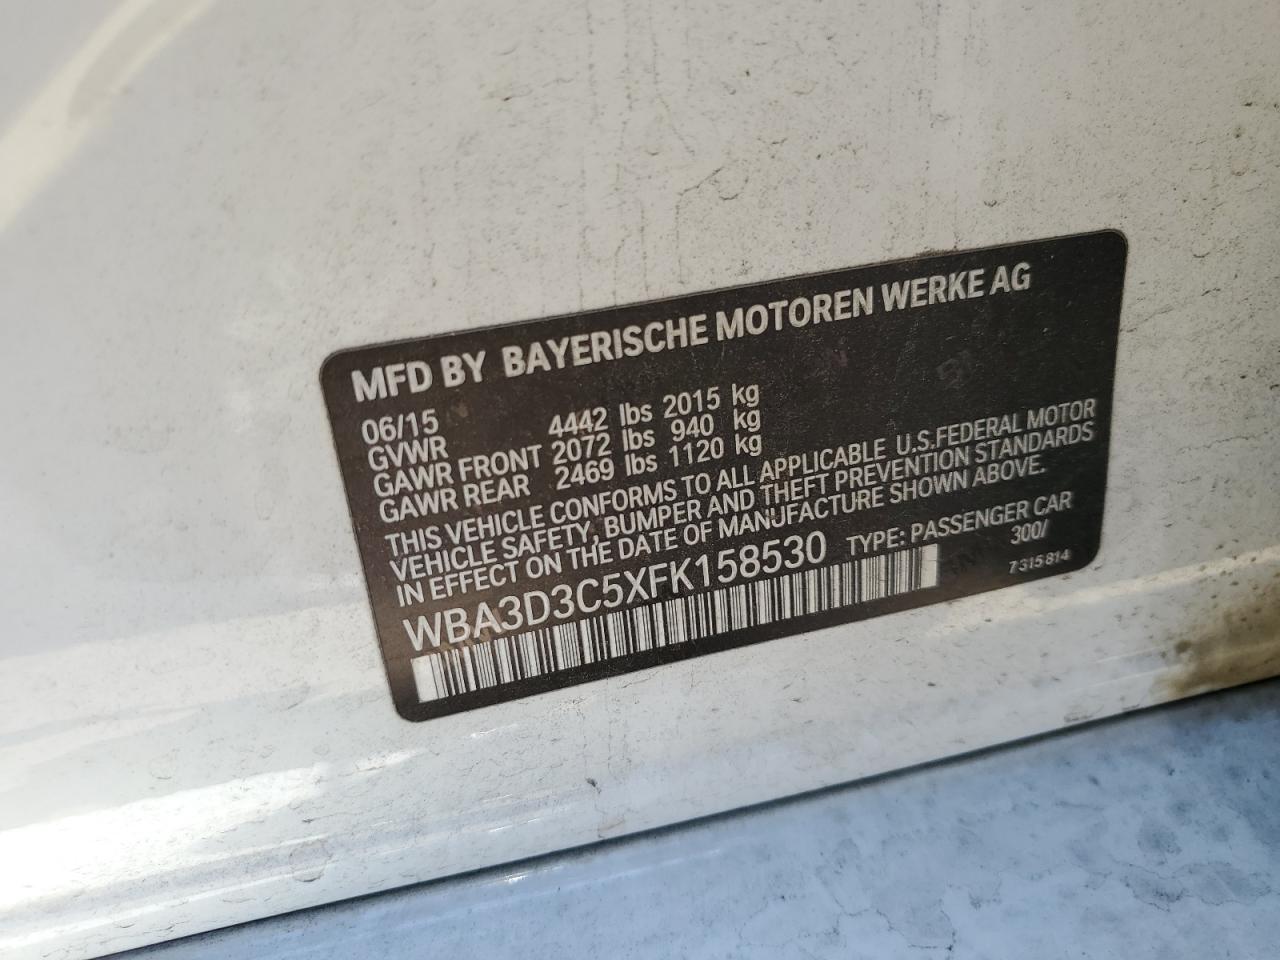 MFD BY BAYERISCHE MOTOREN WERKE AG
06/15
GVWR 4442 lbs 2015 kg
GAWR FRONT 2072 lbs 940 kg
GAWR REAR 2469 lbs 1120 kg
THIS VEHICLE CONFORMS TO ALL APPLICABLE U.S.FEDERAL MOTOR
VEHICLE SAFETY, BUMPER AND THEFT PREVENTION STANDARDS
IN EFFECT ON THE DATE OF MANUFACTURE SHOWN ABOVE.
WBA3D3C5XFK158530 TYPE: PASSENGER CAR
300/
7315814